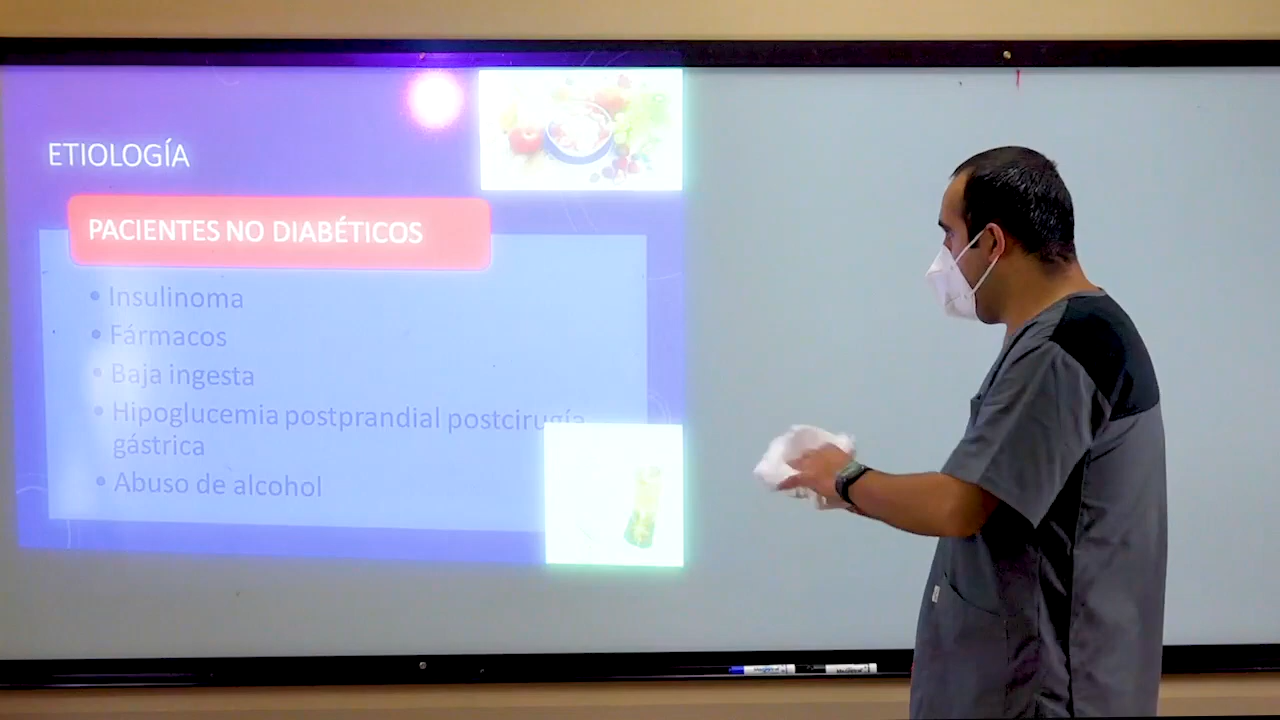 ETIOLOGÍA
PACIENTES NO DIABÉTICOS
• Insulinoma
• Fármacos
• Baja ingesta
• Hipoglucemia postprandial postcirugía
gástrica
• Abuso de alcohol